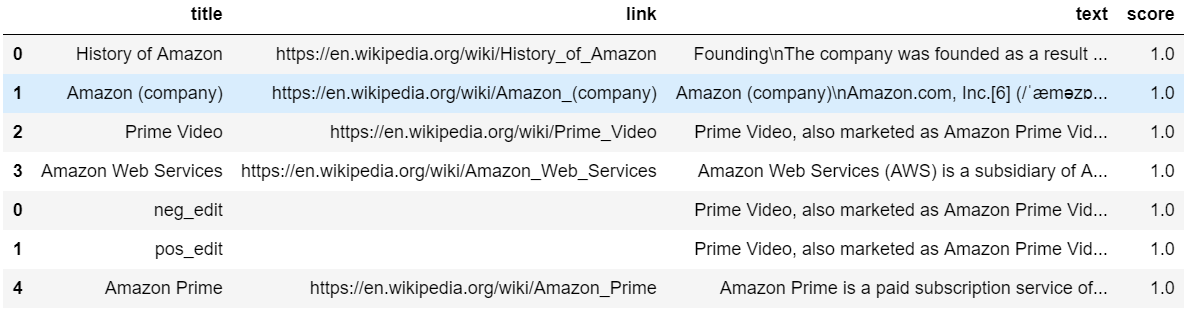 title link text score
0 History of Amazon https://en.wikipedia.org/wiki/History_of_Amazon Founding\nThe company was founded as a result ... 1.0
1 Amazon (company) https://en.wikipedia.org/wiki/Amazon_(company) Amazon (company)\nAmazon.com, Inc.[6] (/ˈæməzɒ... 1.0
2 Prime Video https://en.wikipedia.org/wiki/Prime_Video Prime Video, also marketed as Amazon Prime Vid... 1.0
3 Amazon Web Services https://en.wikipedia.org/wiki/Amazon_Web_Services Amazon Web Services (AWS) is a subsidiary of A... 1.0
0 neg_edit Prime Video, also marketed as Amazon Prime Vid... 1.0
1 pos_edit Prime Video, also marketed as Amazon Prime Vid... 1.0
4 Amazon Prime https://en.wikipedia.org/wiki/Amazon_Prime Amazon Prime is a paid subscription service of... 1.0